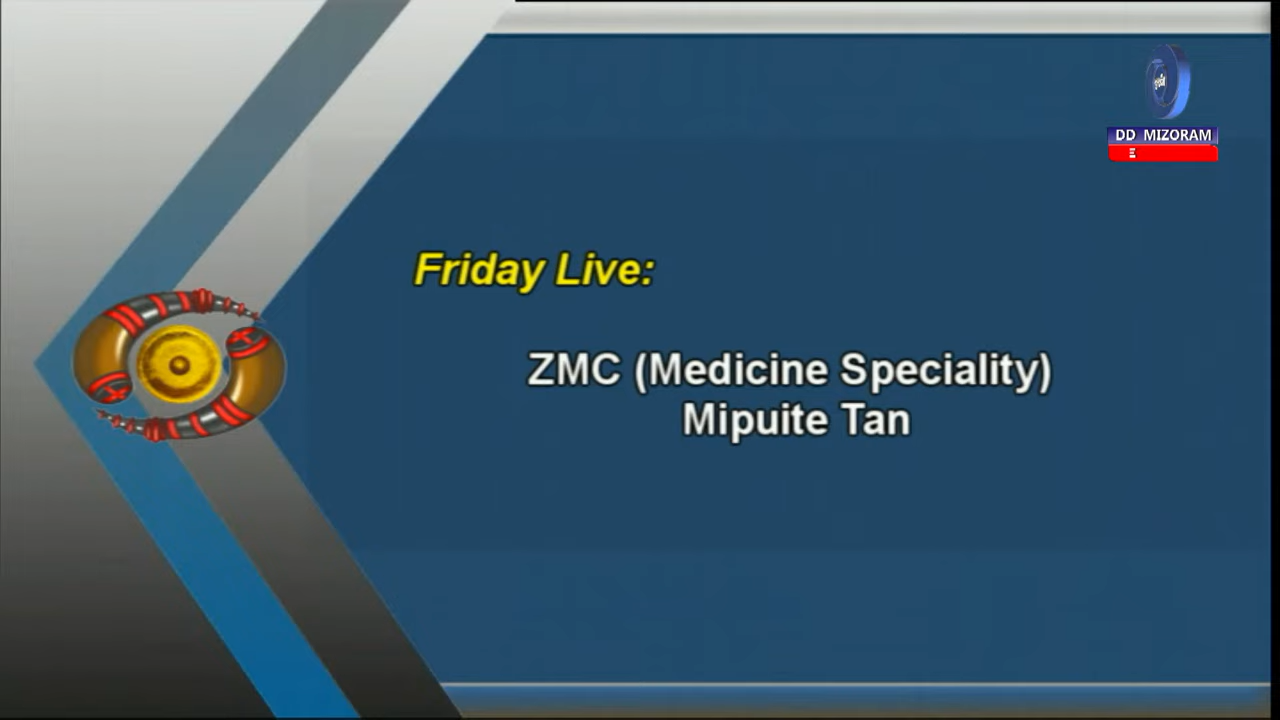 DD MIZORAM
Friday Live:
ZMC (Medicine Speciality)
Mipuite Tan